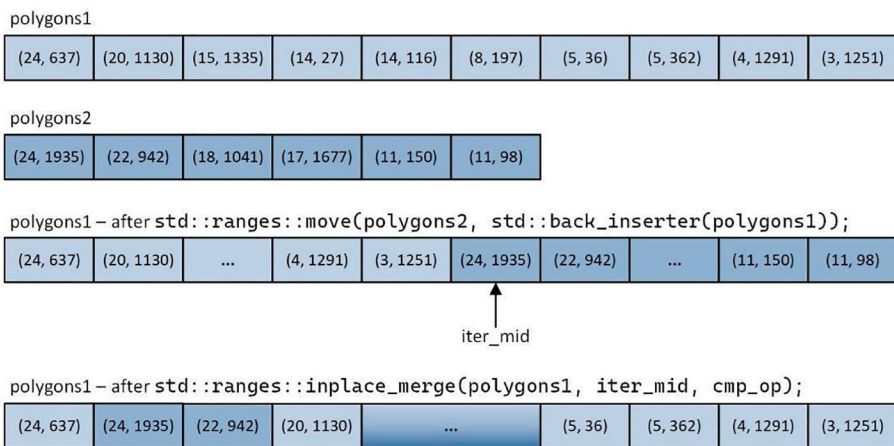 polygons1
(24, 637) (20, 1130) (15, 1335) (14, 27) (14, 116) (8, 197) (5, 36) (5, 362) (4, 1291) (3, 1251)
polygons2
(24, 1935) (22, 942) (18, 1041) (17, 1677) (11, 150) (11, 98)
polygons1 – after std::ranges::move(polygons2, std::back_inserter(polygons1));
(24, 637) (20, 1130) ... (4, 1291) (3, 1251) (24, 1935) (22, 942) ... (11, 150) (11, 98)
iter_mid
polygons1 – after std::ranges::inplace_merge(polygons1, iter_mid, cmp_op);
(24, 637) (24, 1935) (22, 942) (20, 1130) ... (5, 36) (5, 362) (4, 1291) (3, 1251)